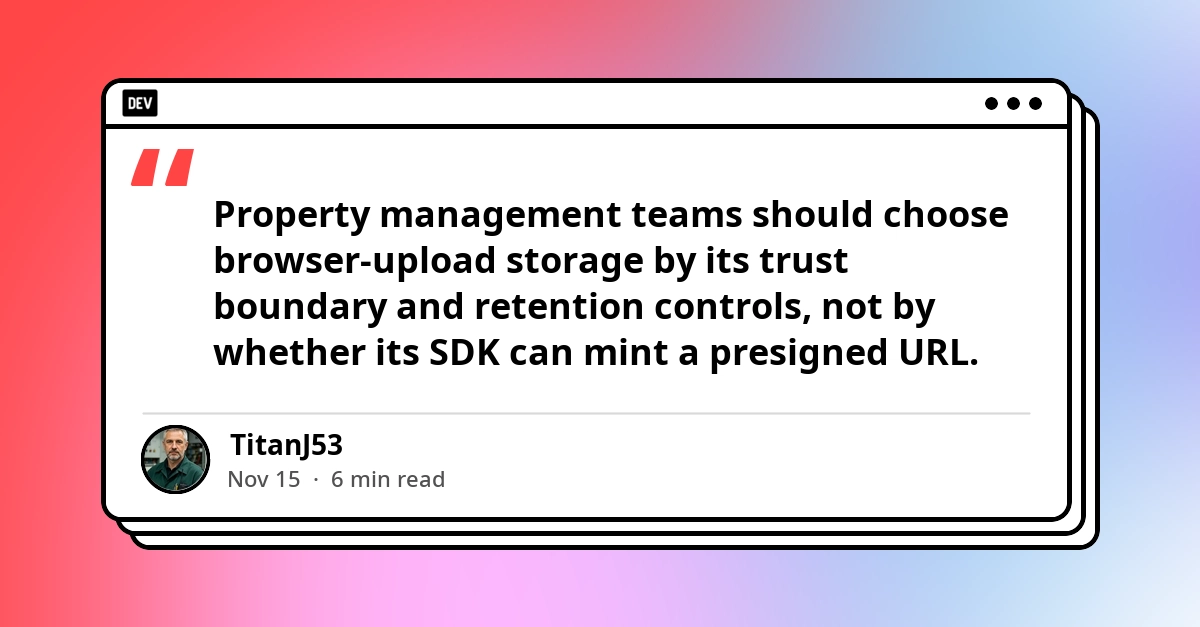 DEV
“
Property management teams should choose
browser-upload storage by its trust
boundary and retention controls, not by
whether its SDK can mint a presigned URL.
TitanJ53
Nov 15 · 6 min read